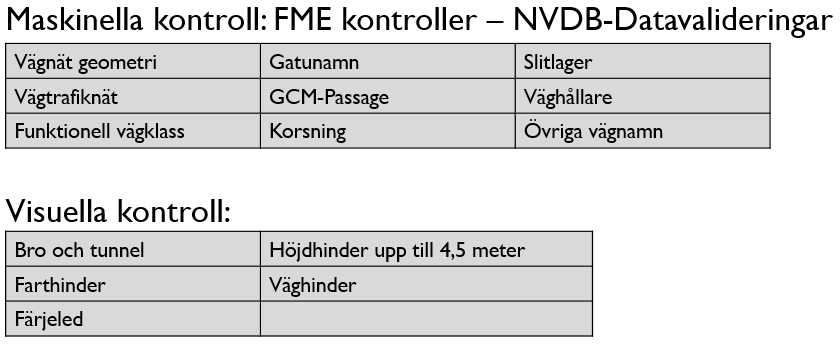 Maskinella kontroll: FME kontroller – NVDB-Datavalideringar
Vägnät geometri Gatunamn Slitlager
Vägtrafiknät GCM-Passage Väghållare
Funktionell vägklass Korsning Övriga vägnamn
Visuella kontroll:
Bro och tunnel Höjdhinder upp till 4,5 meter
Farthinder Väghinder
Färjeled